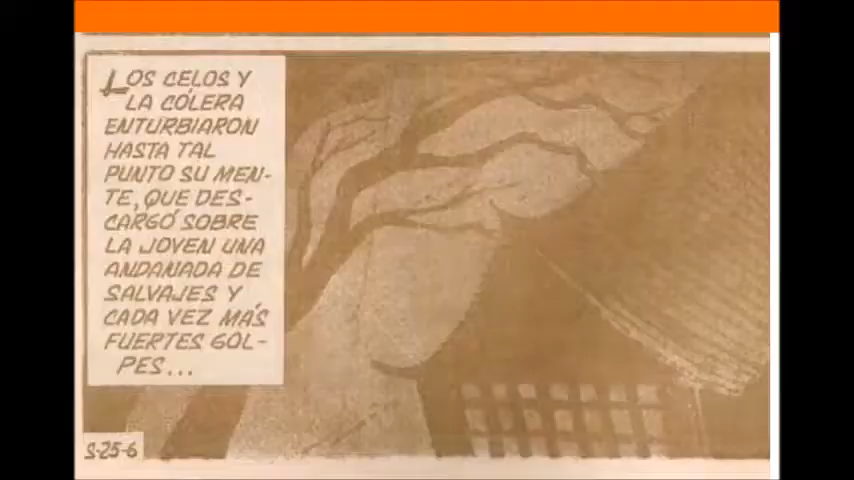 LOS CELOS Y
LA CÓLERA
ENTURBIARON
HASTA TAL
PUNTO SU MEN-
TE, QUE DES-
CARGÓ SOBRE
LA JOVEN UNA
ANDANADA DE
SALVAJES Y
CADA VEZ MÁS
FUERTES GOL-
PES...
S-25-6